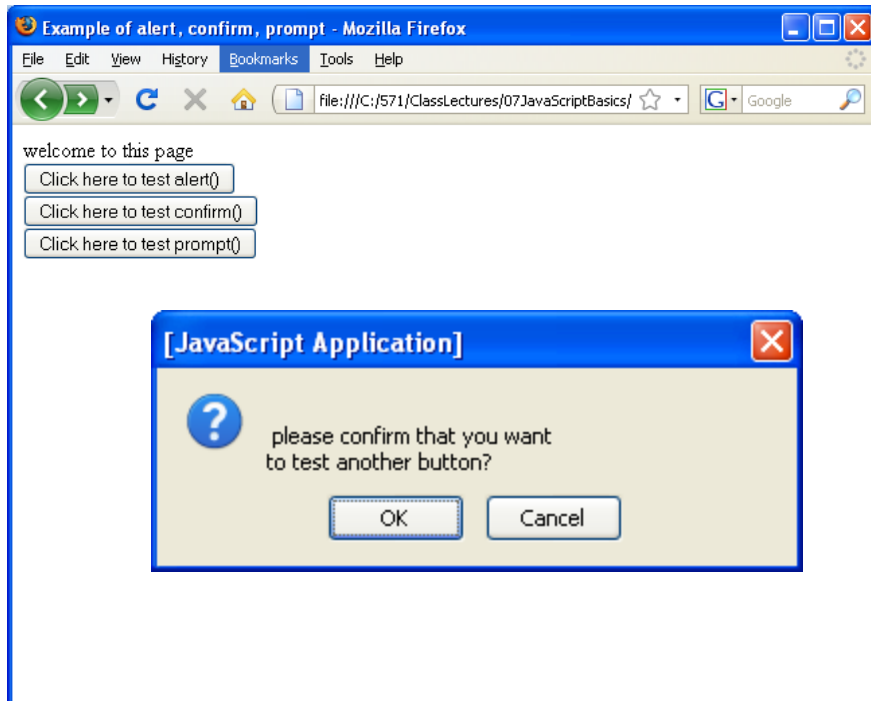 Example of alert, confirm, prompt - Mozilla Firefox
File Edit View History Bookmarks Tools Help
file:///C:/571/ClassLectures/07JavaScriptBasics/ G Google
welcome to this page
Click here to test alert()
Click here to test confirm()
Click here to test prompt()
[JavaScript Application]
? please confirm that you want
to test another button?
OK Cancel